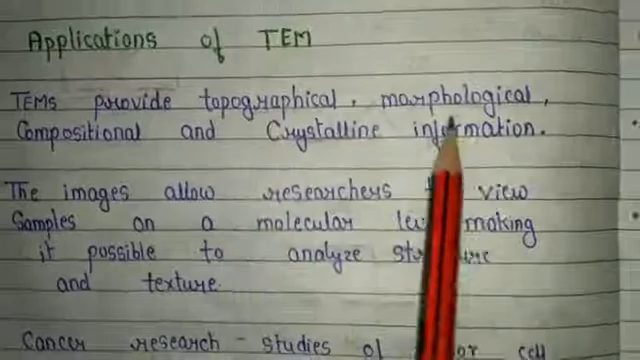 Applications of TEM
TEMs provide topographical, morphological,
Compositional and Crystalline information.
The images allow researchers view
Samples on a molecular making
it possible to analyze
and texture
Cancer research - studies of cell